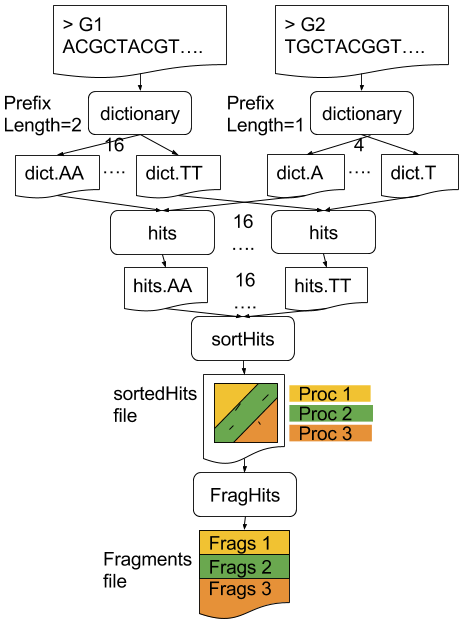 > G1
ACGCTACGT....
> G2
TGCTACGGT....
Prefix
Length=2
dictionary
Prefix
Length=1
dictionary
16
4
dict.AA
....
dict.TT
dict.A
....
dict.T
hits
16
....
hits
hits.AA
16
....
hits.TT
sortHits
sortedHits
file
Proc 1
Proc 2
Proc 3
FragHits
Fragments
file
Frags 1
Frags 2
Frags 3